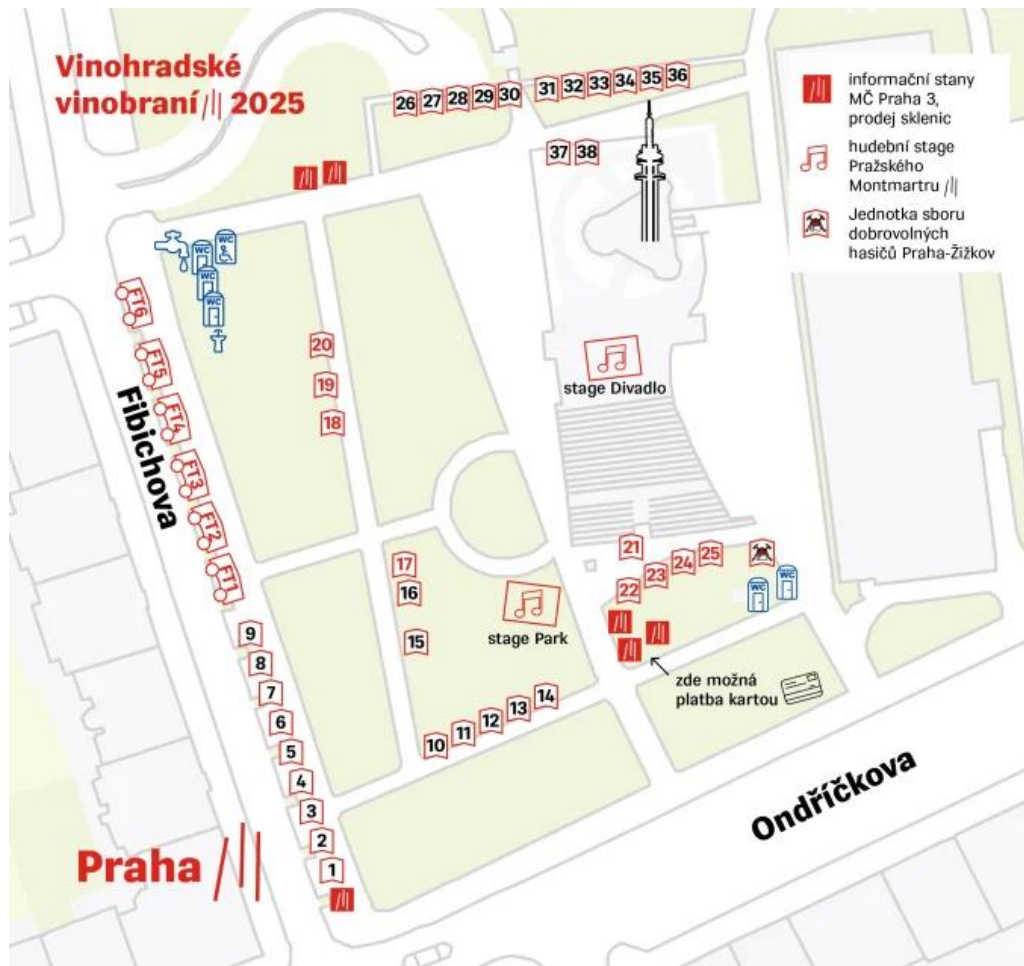 Vinohradské
vinobraní 2025
26 27 28 29 30 31 32 33 34 35 36
37 38
informační stany
MČ Praha 3,
prodej sklenic
hudební stage
Pražského
Montmartru
Jednotka sboru
dobrovolných
hasičů Praha-Žižkov
WC
WC
WC
WC
FT6
FT5
FT4
FT3
FT2
FT1
Fibichova
20
19
18
stage Divadlo
17
16
15
stage Park
21
22 23 24 25
WC
WC
zde možná
platba kartou
9
8
7
6
5
4
3
2
1
10 11 12 13 14
Ondříčkova
Praha